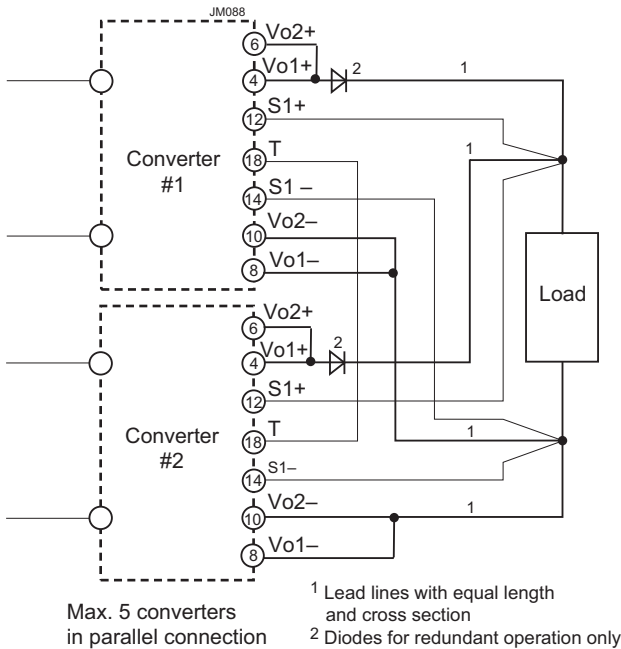 JM088
Vo2+
6
Vo1+
4
2
1
S1+
12
T
18
1
Converter
#1
S1 –
14
Vo2–
10
Vo1–
8
Load
Vo2+
6
Vo1+
4
2
S1+
12
T
18
1
Converter
#2
S1–
14
Vo2–
10
1
Vo1–
8
Max. 5 converters
in parallel connection
1 Lead lines with equal length
and cross section
2 Diodes for redundant operation only